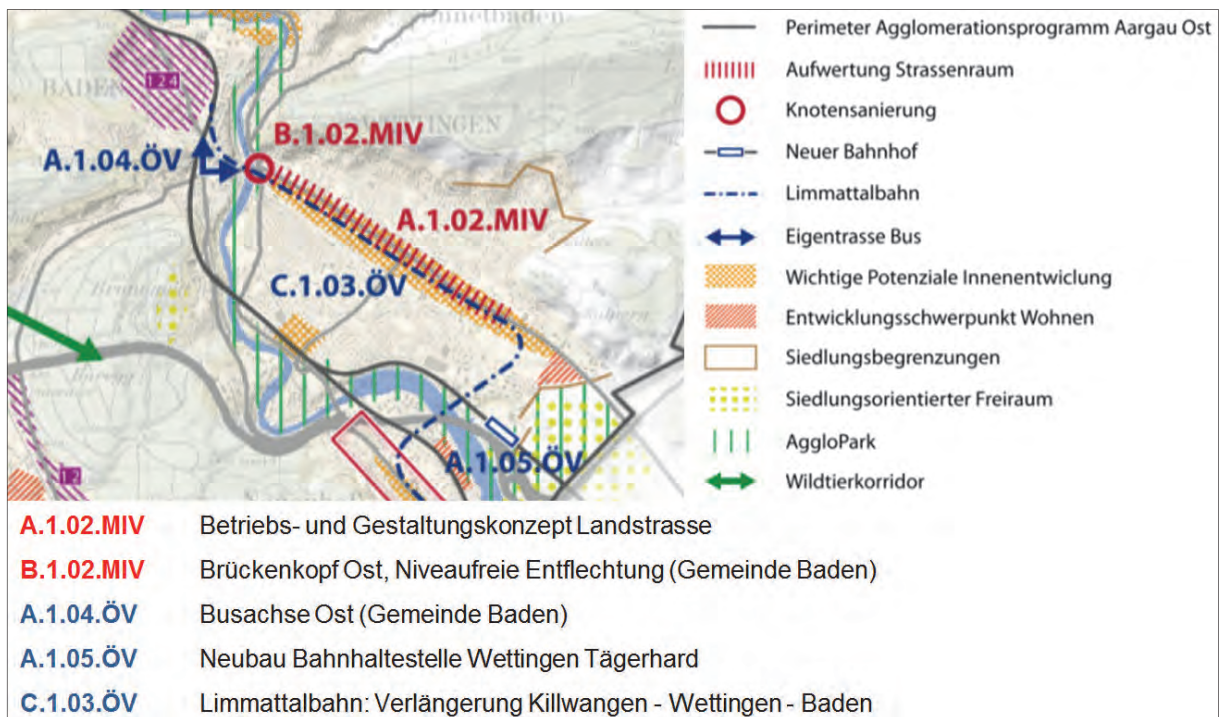 BADEN
124
B.1.02.MIV
A.1.04.ÖV
A.1.02.MIV
C.1.03.ÖV
A.1.05.ÖV
12
Perimeter Agglomerationsprogramm Aargau Ost
Aufwertung Strassenraum
Knotensanierung
Neuer Bahnhof
Limmattalbahn
Eigentrasse Bus
Wichtige Potenziale Innenentwiclung
Entwicklungsschwerpunkt Wohnen
Siedlungsbegrenzungen
Siedlungsorientierter Freiraum
AggloPark
Wildtierkorridor
A.1.02.MIV Betriebs- und Gestaltungskonzept Landstrasse
B.1.02.MIV Brückenkopf Ost, Niveaufreie Entflechtung (Gemeinde Baden)
A.1.04.ÖV Busachse Ost (Gemeinde Baden)
A.1.05.ÖV Neubau Bahnhaltestelle Wettingen Tägerhard
C.1.03.ÖV Limmattalbahn: Verlängerung Killwangen - Wettingen - Baden